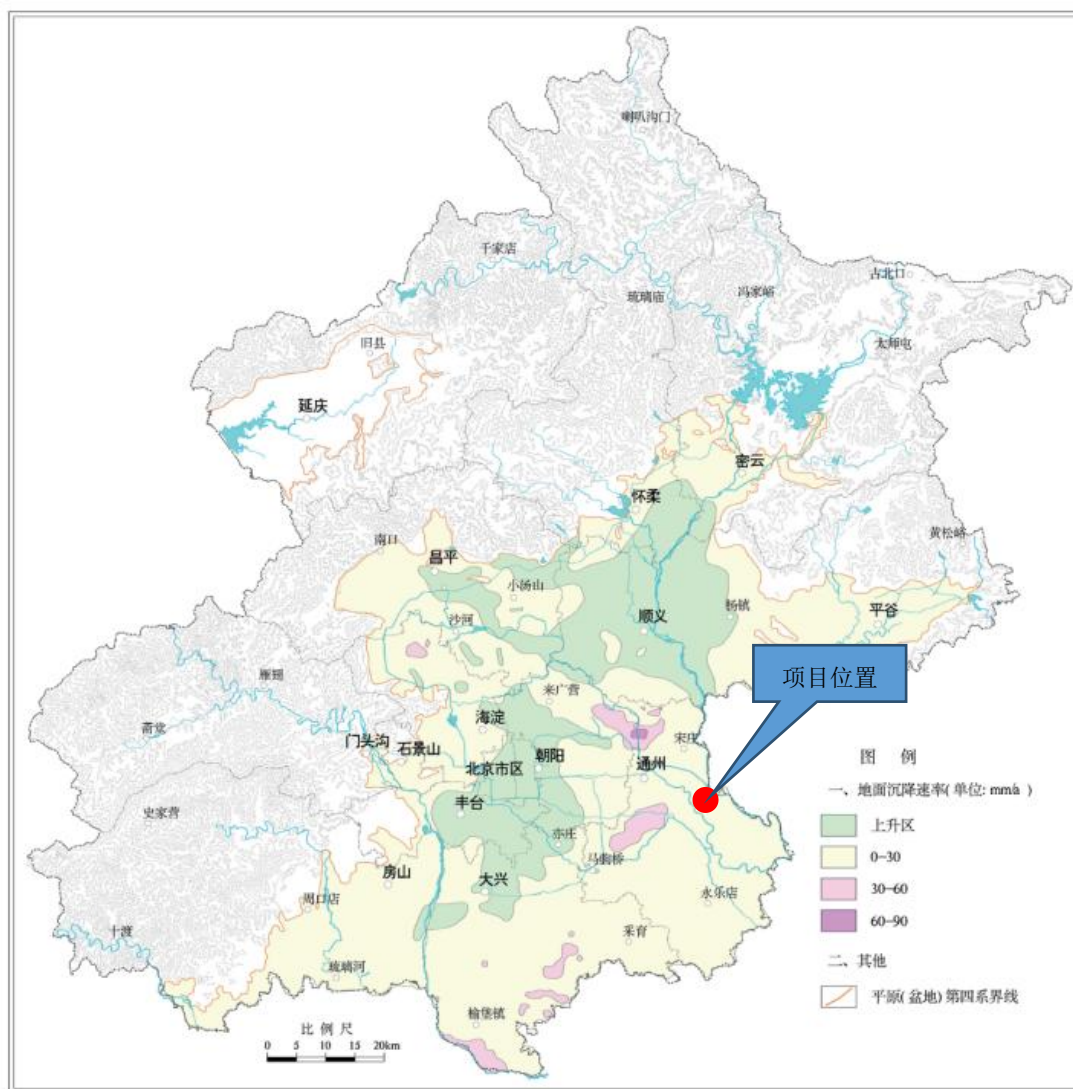 喇叭沟门
千家店
古北口
琉璃庙
冯家峪
太师屯
旧县
延庆
密云
怀柔
黄松峪
南口
昌平
小汤山
沙河
顺义
杨镇
平谷
项目位置
雁翅
斋堂
来广营
海淀
宋庄
门头沟
石景山
北京市区
朝阳
通州
丰台
史家营
亦庄
马驹桥
房山
大兴
周口店
永乐店
十渡
采育
琉璃河
榆垡镇
图 例
一、地面沉降速率(单位: mm/a )
上升区
0-30
30-60
60-90
二、其他
平原(盆地)第四系界线
比 例 尺
0 5 10 15 20km